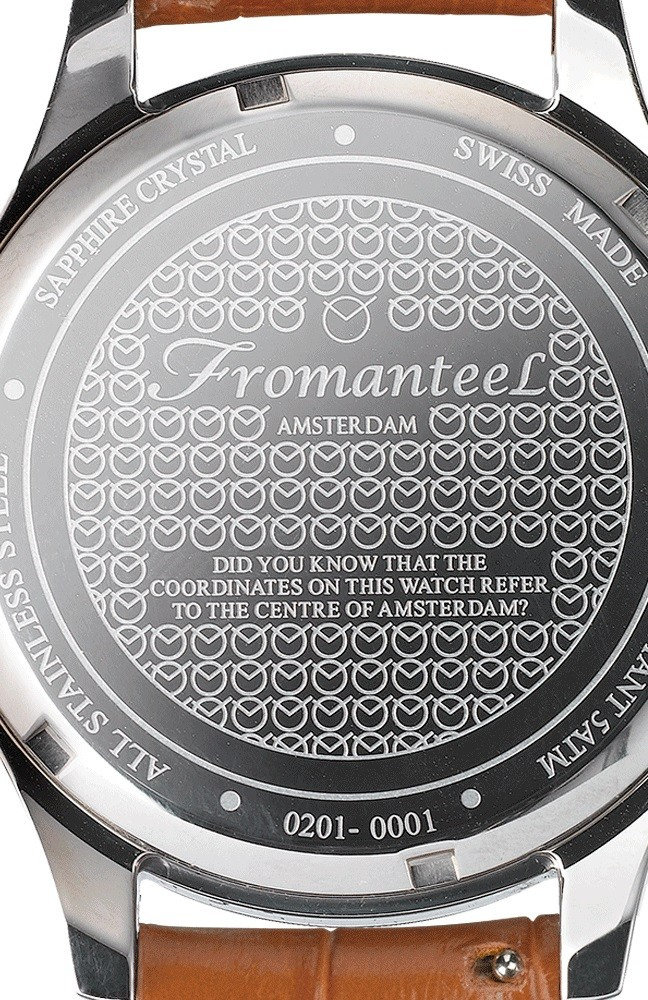 SAPPHIRE CRYSTAL
SWISS MADE
FromanteeL
AMSTERDAM
DID YOU KNOW THAT THE
COORDINATES ON THIS WATCH REFER
TO THE CENTRE OF AMSTERDAM?
ALL STAINLESS STEEL
5ATM
0201-0001